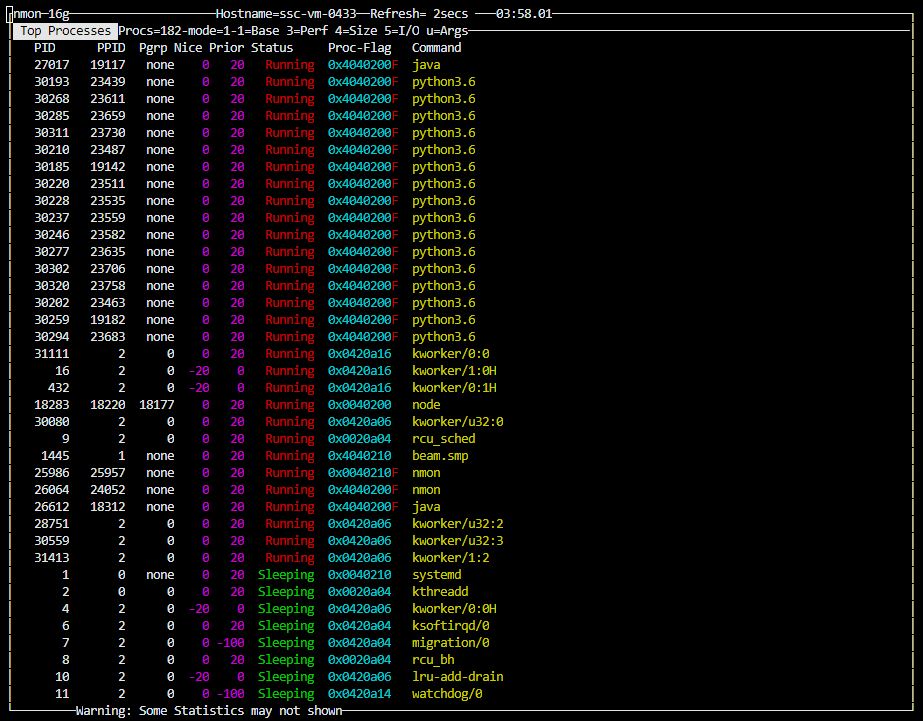 nmon-16g Hostname=ssc-vm-0433 Refresh= 2secs 03:58.01
Top Processes Procs=182-mode=1-1=Base 3=Perf 4=Size 5=I/O u=Args
PID PPID Pgrp Nice Prior Status Proc-Flag Command
27017 19117 none 0 20 Running 0x4040200F java
30193 23439 none 0 20 Running 0x4040200F python3.6
30268 23611 none 0 20 Running 0x4040200F python3.6
30285 23659 none 0 20 Running 0x4040200F python3.6
30311 23730 none 0 20 Running 0x4040200F python3.6
30210 23487 none 0 20 Running 0x4040200F python3.6
30185 19142 none 0 20 Running 0x4040200F python3.6
30220 23511 none 0 20 Running 0x4040200F python3.6
30228 23535 none 0 20 Running 0x4040200F python3.6
30237 23559 none 0 20 Running 0x4040200F python3.6
30246 23582 none 0 20 Running 0x4040200F python3.6
30277 23635 none 0 20 Running 0x4040200F python3.6
30302 23706 none 0 20 Running 0x4040200F python3.6
30320 23758 none 0 20 Running 0x4040200F python3.6
30202 23463 none 0 20 Running 0x4040200F python3.6
30259 19182 none 0 20 Running 0x4040200F python3.6
30294 23683 none 0 20 Running 0x4040200F python3.6
31111 2 0 0 20 Running 0x0420a16 kworker/0:0
16 2 0 -20 0 Running 0x0420a16 kworker/1:0H
432 2 0 -20 0 Running 0x0420a16 kworker/0:1H
18283 18220 18177 0 20 Running 0x0040200 node
30080 2 0 0 20 Running 0x0420a06 kworker/u32:0
9 2 0 0 20 Running 0x0020a04 rcu_sched
1445 1 none 0 20 Running 0x4040210 beam.smp
25986 25957 none 0 20 Running 0x0040210F nmon
26064 24052 none 0 20 Running 0x4040200F nmon
26612 18312 none 0 20 Running 0x4040200F java
28751 2 0 0 20 Running 0x0420a06 kworker/u32:2
30559 2 0 0 20 Running 0x0420a06 kworker/u32:3
31413 2 0 0 20 Running 0x0420a06 kworker/1:2
1 0 none 0 20 Sleeping 0x0040210 systemd
2 0 0 0 20 Sleeping 0x0020a04 kthreadd
4 2 0 -20 0 Sleeping 0x0420a06 kworker/0:0H
6 2 0 0 20 Sleeping 0x0420a04 ksoftirqd/0
7 2 0 0 -100 Sleeping 0x0420a04 migration/0
8 2 0 0 20 Sleeping 0x0020a04 rcu_bh
10 2 0 -20 0 Sleeping 0x0420a06 lru-add-drain
11 2 0 0 -100 Sleeping 0x0420a14 watchdog/0
Warning: Some Statistics may not shown